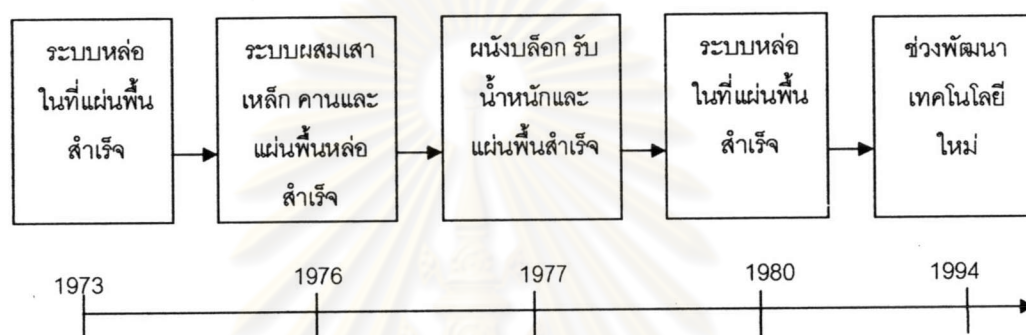 ระบบหล่อ
ในที่แผ่นพื้น
สำเร็จ
ระบบผสมเสา
เหล็ก คานและ
แผ่นพื้นหล่อ
สำเร็จ
ผนังบล็อก รับ
น้ำหนักและ
แผ่นพื้นสำเร็จ
ระบบหล่อ
ในที่แผ่นพื้น
สำเร็จ
ช่วงพัฒนา
เทคโนโลยี
ใหม่
1973
1976
1977
1980
1994